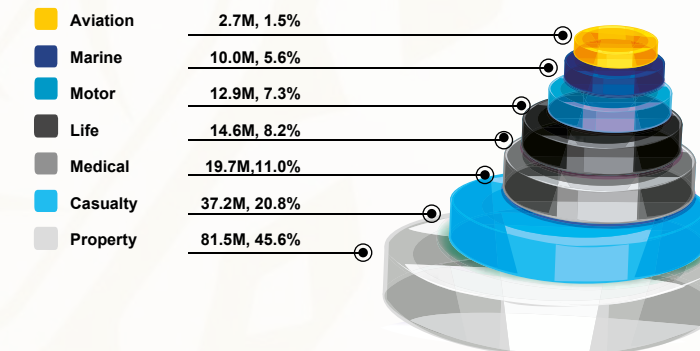 Aviation 2.7M, 1.5%
Marine 10.0M, 5.6%
Motor 12.9M, 7.3%
Life 14.6M, 8.2%
Medical 19.7M,11.0%
Casualty 37.2M, 20.8%
Property 81.5M, 45.6%